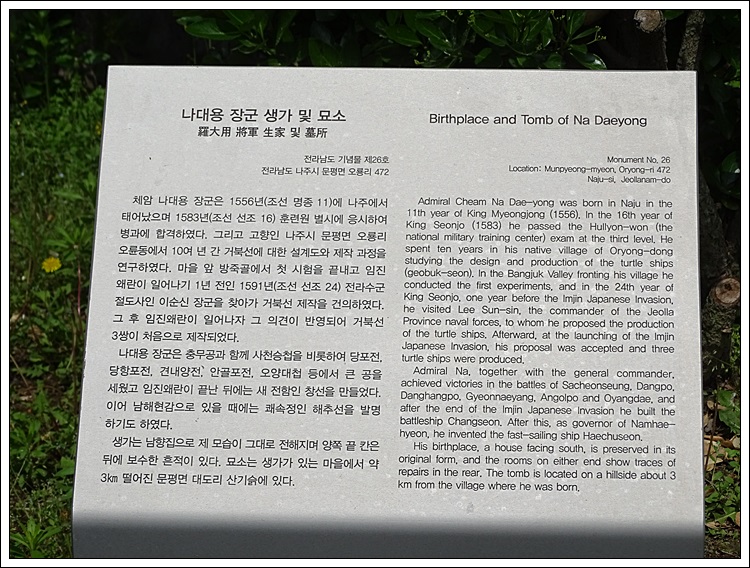 나대용 장군 생가 및 묘소
羅大用 將軍 生家 및 墓所
전라남도 기념물 제26호
전라남도 나주시 문평면 오룡리 472
체암 나대용 장군은 1556년(조선 명종 11)에 나주에서
태어났으며 1583년(조선 선조 16) 훈련원 별시에 응시하여
병과에 합격하였다. 그리고 고향인 나주시 문평면 오룡리
오륜동에서 10여 년 간 거북선에 대한 설계도와 제작 과정을
연구하였다. 마을 앞 방죽골에서 첫 시험을 끝내고 임진
왜란이 일어나기 1년 전인 1591년(조선 선조 24) 전라수군
절도사인 이순신 장군을 찾아가 거북선 제작을 건의하였다.
그 후 임진왜란이 일어나자 그 의견이 반영되어 거북선
3쌍이 처음으로 제작되었다.
나대용 장군은 충무공과 함께 사천승첩을 비롯하여 당포전,
당항포전, 견내양전, 안골포전, 오양대첩 등에서 큰 공을
세웠고 임진왜란이 끝난 뒤에는 새 전함인 창선을 만들었다.
이어 남해현감으로 있을 때에는 쾌속정인 해추선을 발명
하기도 하였다.
생가는 남향집으로 제 모습이 그대로 전해지며 양쪽 끝 칸은
뒤에 보수한 흔적이 있다. 묘소는 생가가 있는 마을에서 약
3㎞ 떨어진 문평면 대도리 산기슭에 있다.
Birthplace and Tomb of Na Daeyong
Monument No. 26
Location: Munpyeong-myeon, Oryong-ri 472
Naju-si, Jeollanam-do
Admiral Cheam Na Dae-yong was born in Naju in the
11th year of King Myeongjong (1556). In the 16th year of
King Seonjo (1583) he passed the Hullyon-won (the
national military training center) exam at the third level. He
spent ten years in his native village of Oryong-dong
studying the design and production of the turtle ships
(geobuk-seon). In the Bangjuk Valley fronting his village he
conducted the first experiments, and in the 24th year of
King Seonjo, one year before the Imjin Japanese Invasion,
he visited Lee Sun-sin, the commander of the Jeolla
Province naval forces, to whom he proposed the production
of the turtle ships. Afterward, at the launching of the Imjin
Japanese Invasion, his proposal was accepted and three
turtle ships were produced.
Admiral Na, together with the general commander,
achieved victories in the battles of Sacheonseung, Dangpo,
Danghangpo, Gyeonnaeyang, Angolpo and Oyangdae, and
after the end of the Imjin Japanese Invasion he built the
battleship Changseon. After this, as governor of Namhae-
hyeon, he invented the fast-sailing ship Haechuseon.
His birthplace, a house facing south, is preserved in its
original form, and the rooms on either end show traces of
repairs in the rear. The tomb is located on a hillside about 3
km from the village where he was born.